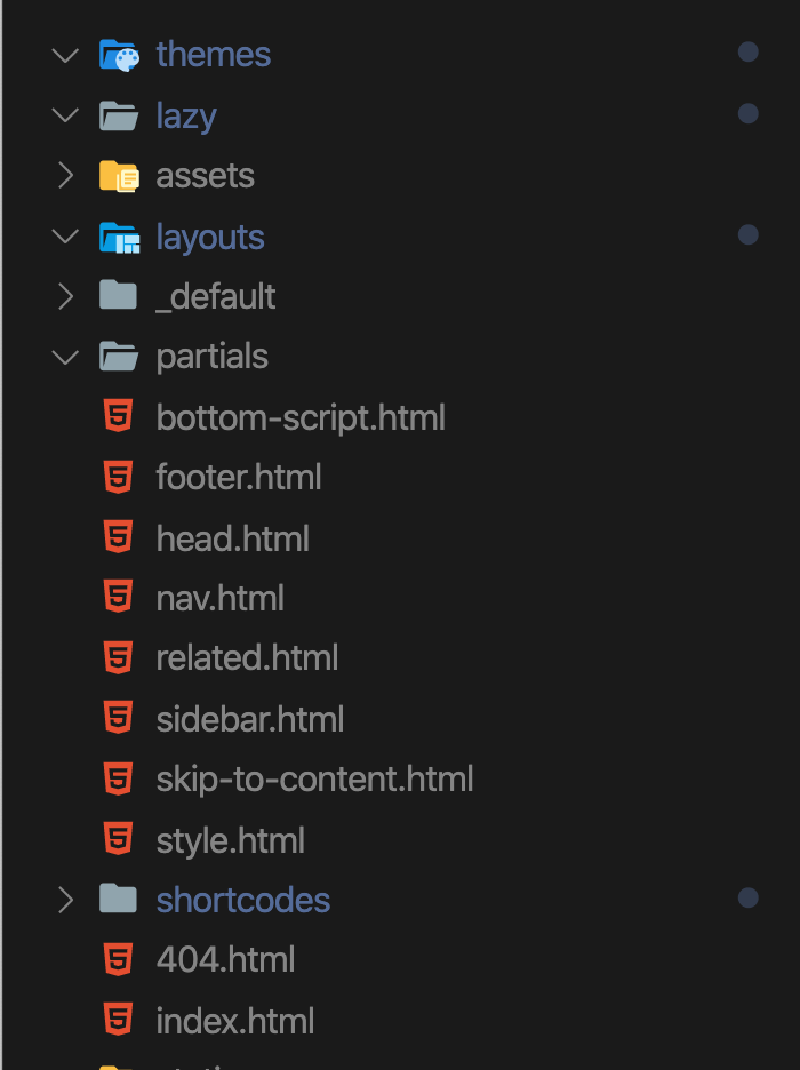 themes
lazy
assets
layouts
_default
partials
bottom-script.html
footer.html
head.html
nav.html
related.html
sidebar.html
skip-to-content.html
style.html
shortcodes
404.html
index.html